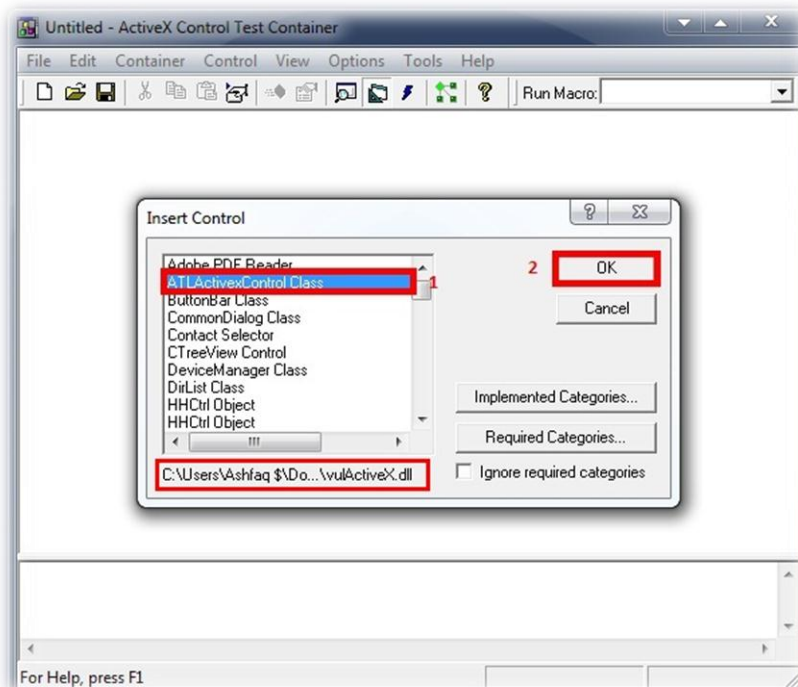 Untitled - ActiveX Control Test Container
File Edit Container Control View Options Tools Help
Run Macro:
Insert Control
Adobe PDF Reader
ATLActivexControl Class
1
2
OK
ButtonBar Class
CommonDialog Class
Cancel
Contact Selector
CTreeView Control
DeviceManager Class
DirList Class
HHCtrl Object
Implemented Categories...
HHCtrl Object
Required Categories...
C:\Users\Ashfaq $\Do...\vulActiveX.dll
Ignore required categories
For Help, press F1